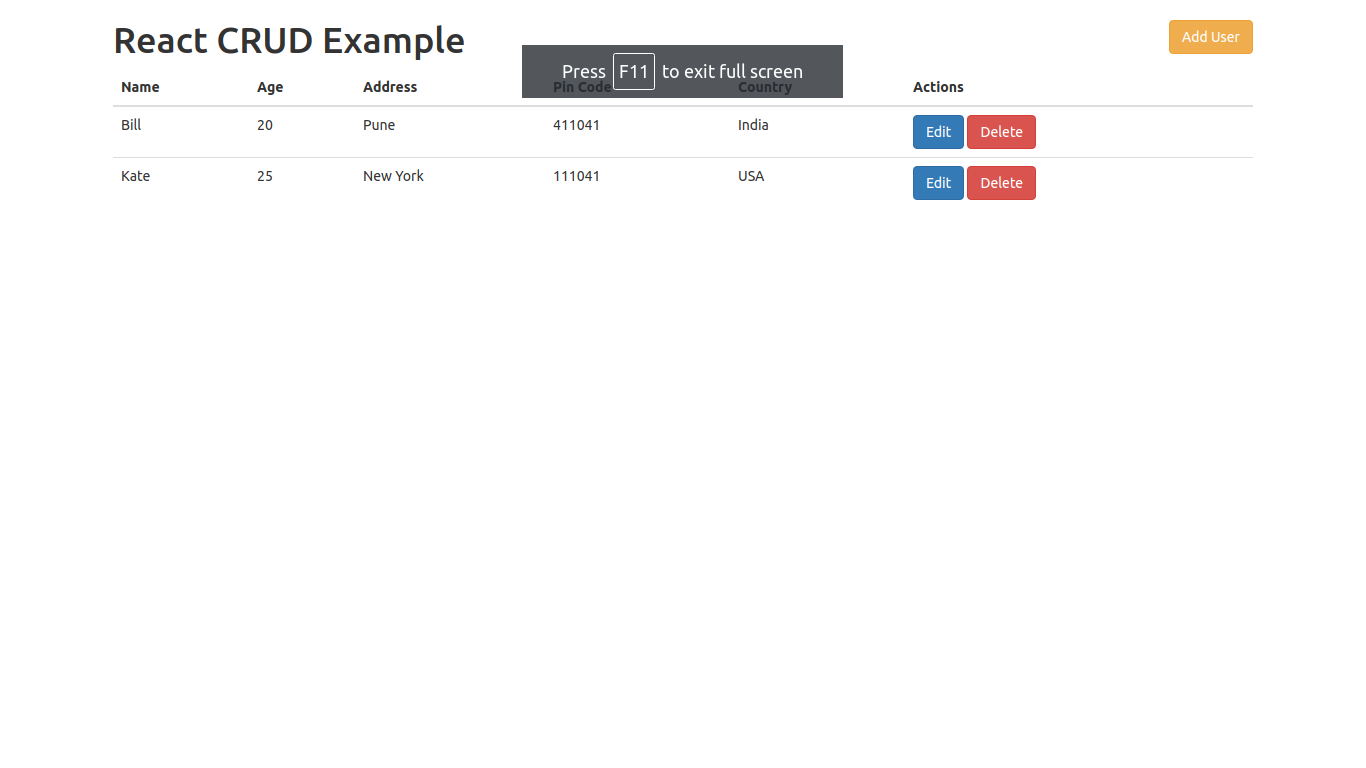 React CRUD Example
Add User
Press F11 to exit full screen
Name Age Address Pin Code Country Actions
Bill 20 Pune 411041 India Edit Delete
Kate 25 New York 111041 USA Edit Delete